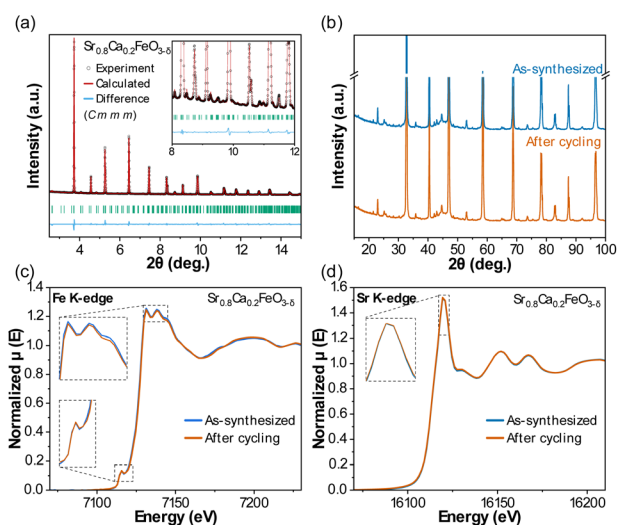 (a)
Sr0.8Ca0.2FeO3-δ
Experiment
Calculated
Difference
(C m m m)
8 10 12
Intensity (a.u.)
4 6 8 10 12 14
2θ (deg.)
(b)
As-synthesized
After cycling
Intensity (a.u.)
20 30 40 50 60 70 80 90 100
2θ (deg.)
(c)
Fe K-edge
Sr0.8Ca0.2FeO3-δ
As-synthesized
After cycling
Normalized μ (E)
1.4
1.2
1.0
0.8
0.6
0.4
0.2
0.0
7100 7150 7200
Energy (eV)
(d)
Sr K-edge
Sr0.8Ca0.2FeO3-δ
As-synthesized
After cycling
Normalized μ (E)
1.6
1.4
1.2
1.0
0.8
0.6
0.4
0.2
0.0
16110 16140 16170 16210
Energy (eV)